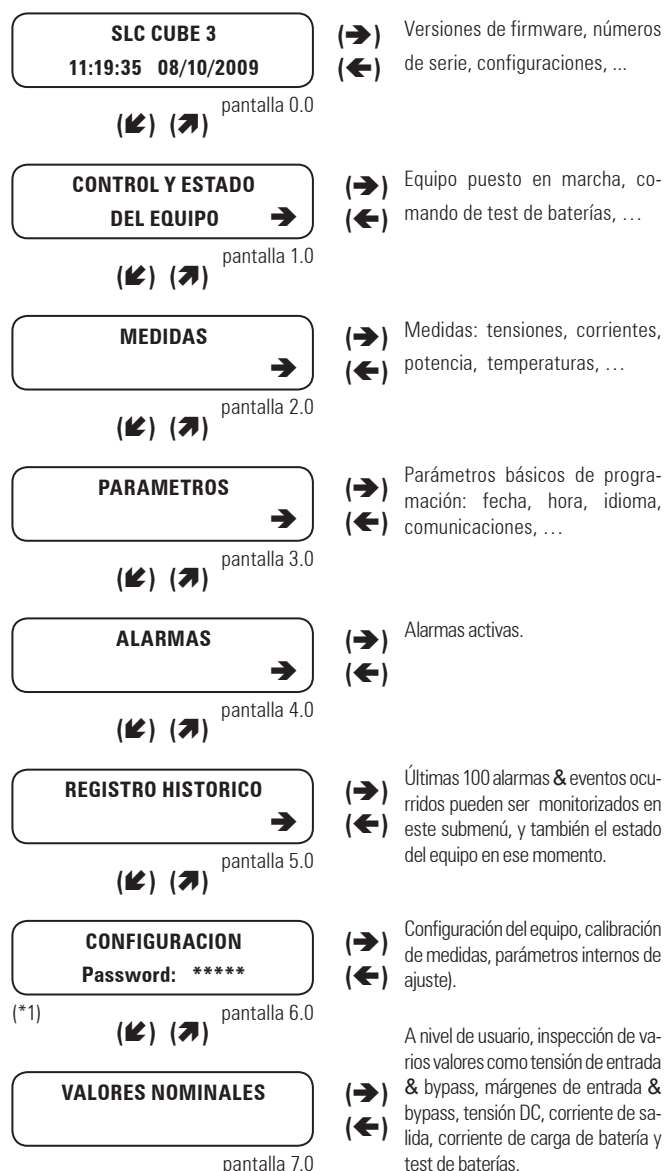 SLC CUBE 3
11:19:35 08/10/2009
(➔)
(←)
Versiones de firmware, números
de serie, configuraciones, ...
pantalla 0.0
(↙) (↗)
CONTROL Y ESTADO
DEL EQUIPO ➔
(➔)
(←)
Equipo puesto en marcha, co-
mando de test de baterías, …
pantalla 1.0
(↙) (↗)
MEDIDAS
➔
(➔)
(←)
Medidas: tensiones, corrientes,
potencia, temperaturas, …
pantalla 2.0
(↙) (↗)
PARAMETROS
➔
(➔)
(←)
Parámetros básicos de progra-
mación: fecha, hora, idioma,
comunicaciones, …
pantalla 3.0
(↙) (↗)
ALARMAS
➔
(➔)
(←)
Alarmas activas.
pantalla 4.0
(↙) (↗)
REGISTRO HISTORICO
➔
(➔)
(←)
Últimas 100 alarmas & eventos ocu-
rridos pueden ser monitorizados en
este submenú, y también el estado
del equipo en ese momento.
pantalla 5.0
(↙) (↗)
CONFIGURACION
Password: *****
(➔)
(←)
Configuración del equipo, calibración
de medidas, parámetros internos de
ajuste).
(*1)
pantalla 6.0
(↙) (↗)
VALORES NOMINALES
(➔)
(←)
A nivel de usuario, inspección de va-
rios valores como tensión de entrada
& bypass, márgenes de entrada &
bypass, tensión DC, corriente de sa-
lida, corriente de carga de batería y
test de baterías.
pantalla 7.0